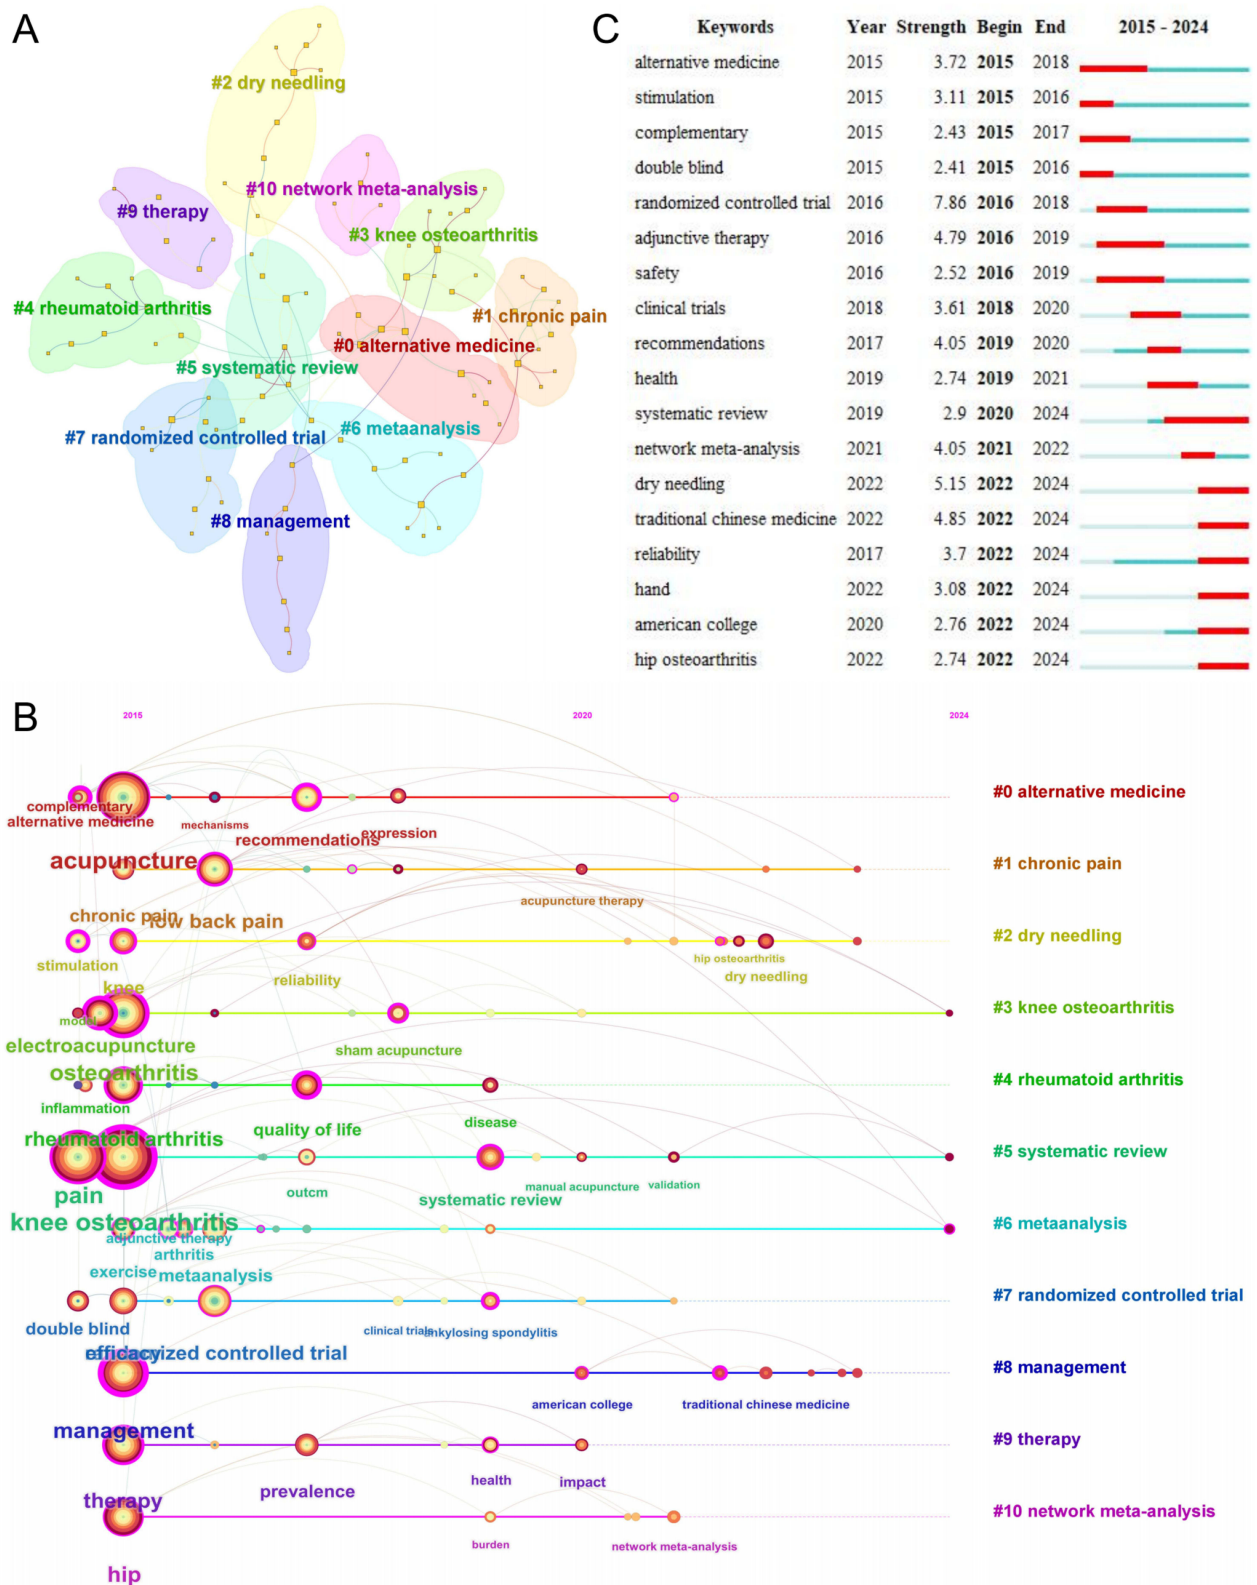 A
#2 dry needling
#10 network meta-analysis
#9 therapy
#3 knee osteoarthritis
#4 rheumatoid arthritis
#1 chronic pain
#0 alternative medicine
#5 systematic review
#6 metaanalysis
#7 randomized controlled trial
#8 management
C
Keywords Year Strength Begin End 2015 - 2024
alternative medicine 2015 3.72 2015 2018
stimulation 2015 3.11 2015 2016
complementary 2015 2.43 2015 2017
double blind 2015 2.41 2015 2016
randomized controlled trial 2016 7.86 2016 2018
adjunctive therapy 2016 4.79 2016 2019
safety 2016 2.52 2016 2019
clinical trials 2018 3.61 2018 2020
recommendations 2017 4.05 2019 2020
health 2019 2.74 2019 2021
systematic review 2019 2.9 2020 2024
network meta-analysis 2021 4.05 2021 2022
dry needling 2022 5.15 2022 2024
traditional chinese medicine 2022 4.85 2022 2024
reliability 2017 3.7 2022 2024
hand 2022 3.08 2022 2024
american college 2020 2.76 2022 2024
hip osteoarthritis 2022 2.74 2022 2024
B
2015 2020 2024
#0 alternative medicine
complementary
alternative medicine mechanisms
recommendations expression
acupuncture #1 chronic pain
acupuncture therapy
chronic pain low back pain
#2 dry needling
stimulation hip osteoarthritis
knee reliability dry needling
#3 knee osteoarthritis
model
electroacupuncture sham acupuncture
osteoarthritis #4 rheumatoid arthritis
inflammation
rheumatoid arthritis quality of life disease
#5 systematic review
pain outcm systematic review manual acupuncture validation
knee osteoarthritis #6 metaanalysis
adjunctive therapy
arthritis
exercise metaanalysis
#7 randomized controlled trial
double blind clinical trials ankylosing spondylitis
efficacy randomized controlled trial
#8 management
american college traditional chinese medicine
management #9 therapy
health impact
therapy prevalence
#10 network meta-analysis
burden network meta-analysis
hip